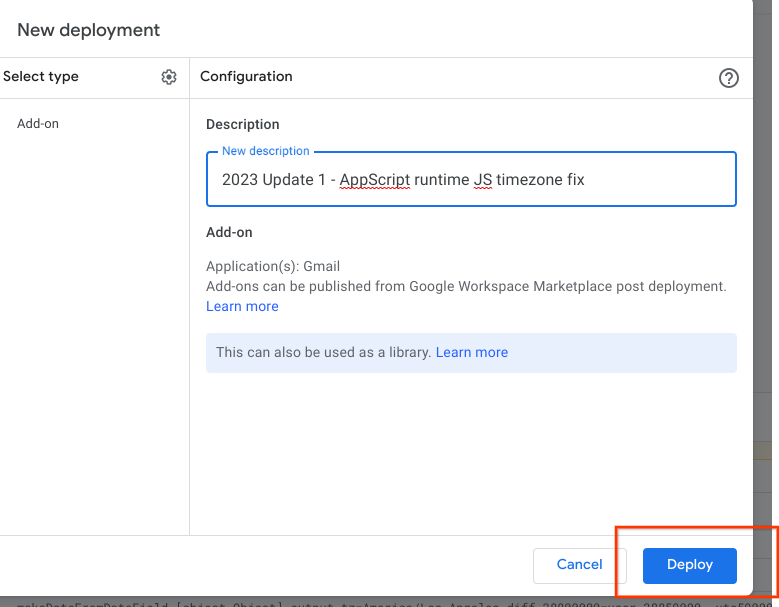 New deployment
Select type
Configuration
Add-on
Description
New description
2023 Update 1 - AppScript runtime JS timezone fix
Add-on
Application(s): Gmail
Add-ons can be published from Google Workspace Marketplace post deployment.
Learn more
This can also be used as a library. Learn more
Cancel
Deploy